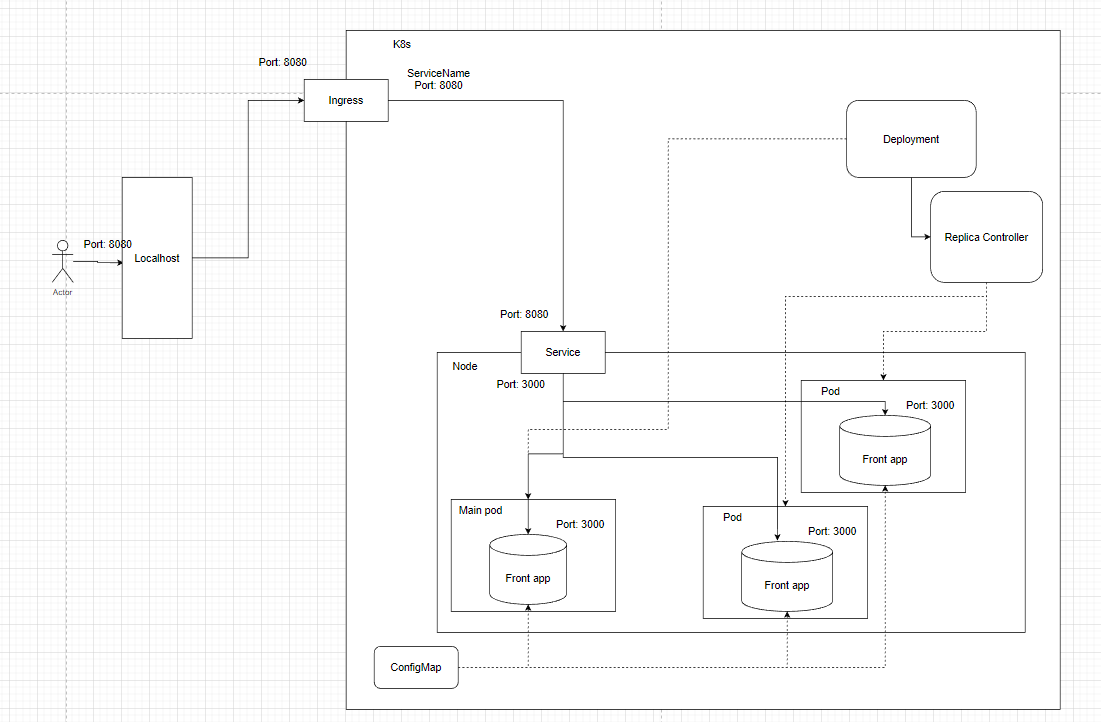 K8s
Port: 8080
ServiceName
Port: 8080
Ingress
Deployment
Replica Controller
Port: 8080
Localhost
Actor
Port: 8080
Service
Node
Port: 3000
Pod
Port: 3000
Front app
Main pod
Port: 3000
Front app
Pod
Port: 3000
Front app
ConfigMap